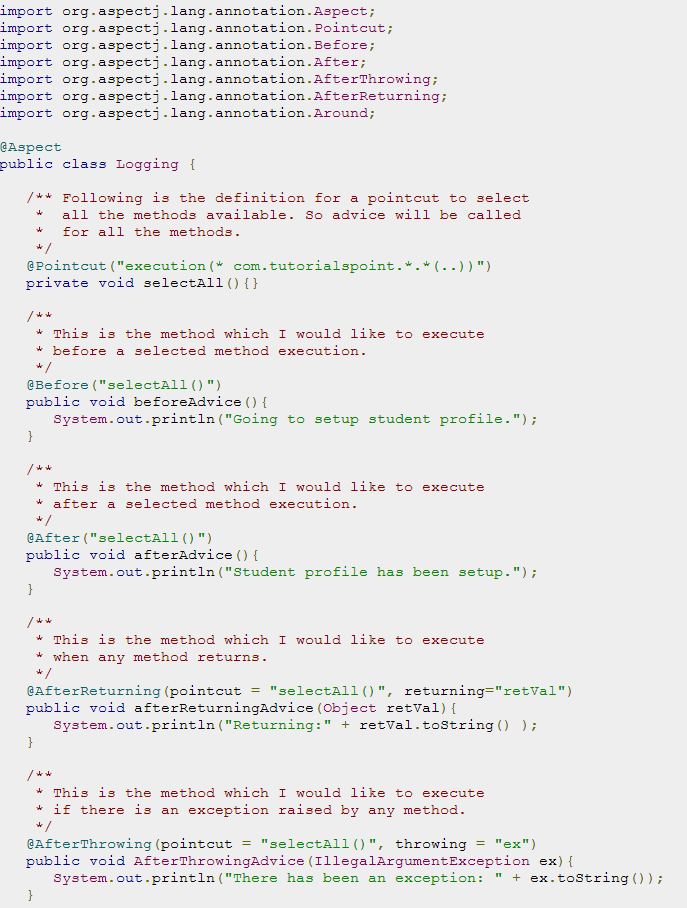 import org.aspectj.lang.annotation.Aspect;
import org.aspectj.lang.annotation.Pointcut;
import org.aspectj.lang.annotation.Before;
import org.aspectj.lang.annotation.After;
import org.aspectj.lang.annotation.AfterThrowing;
import org.aspectj.lang.annotation.AfterReturning;
import org.aspectj.lang.annotation.Around;

@Aspect
public class Logging {

   /** Following is the definition for a pointcut to select
    *  all the methods available. So advice will be called
    *  for all the methods.
    */
   @Pointcut("execution(* com.tutorialspoint.*.*(..))")
   private void selectAll(){}

   /**
    * This is the method which I would like to execute
    * before a selected method execution.
    */
   @Before("selectAll()")
   public void beforeAdvice(){
      System.out.println("Going to setup student profile.");
   }

   /**
    * This is the method which I would like to execute
    * after a selected method execution.
    */
   @After("selectAll()")
   public void afterAdvice(){
      System.out.println("Student profile has been setup.");
   }

   /**
    * This is the method which I would like to execute
    * when any method returns.
    */
   @AfterReturning(pointcut = "selectAll()", returning="retVal")
   public void afterReturningAdvice(Object retVal){
      System.out.println("Returning:" + retVal.toString() );
   }

   /**
    * This is the method which I would like to execute
    * if there is an exception raised by any method.
    */
   @AfterThrowing(pointcut = "selectAll()", throwing = "ex")
   public void AfterThrowingAdvice(IllegalArgumentException ex){
      System.out.println("There has been an exception: " + ex.toString());
   }